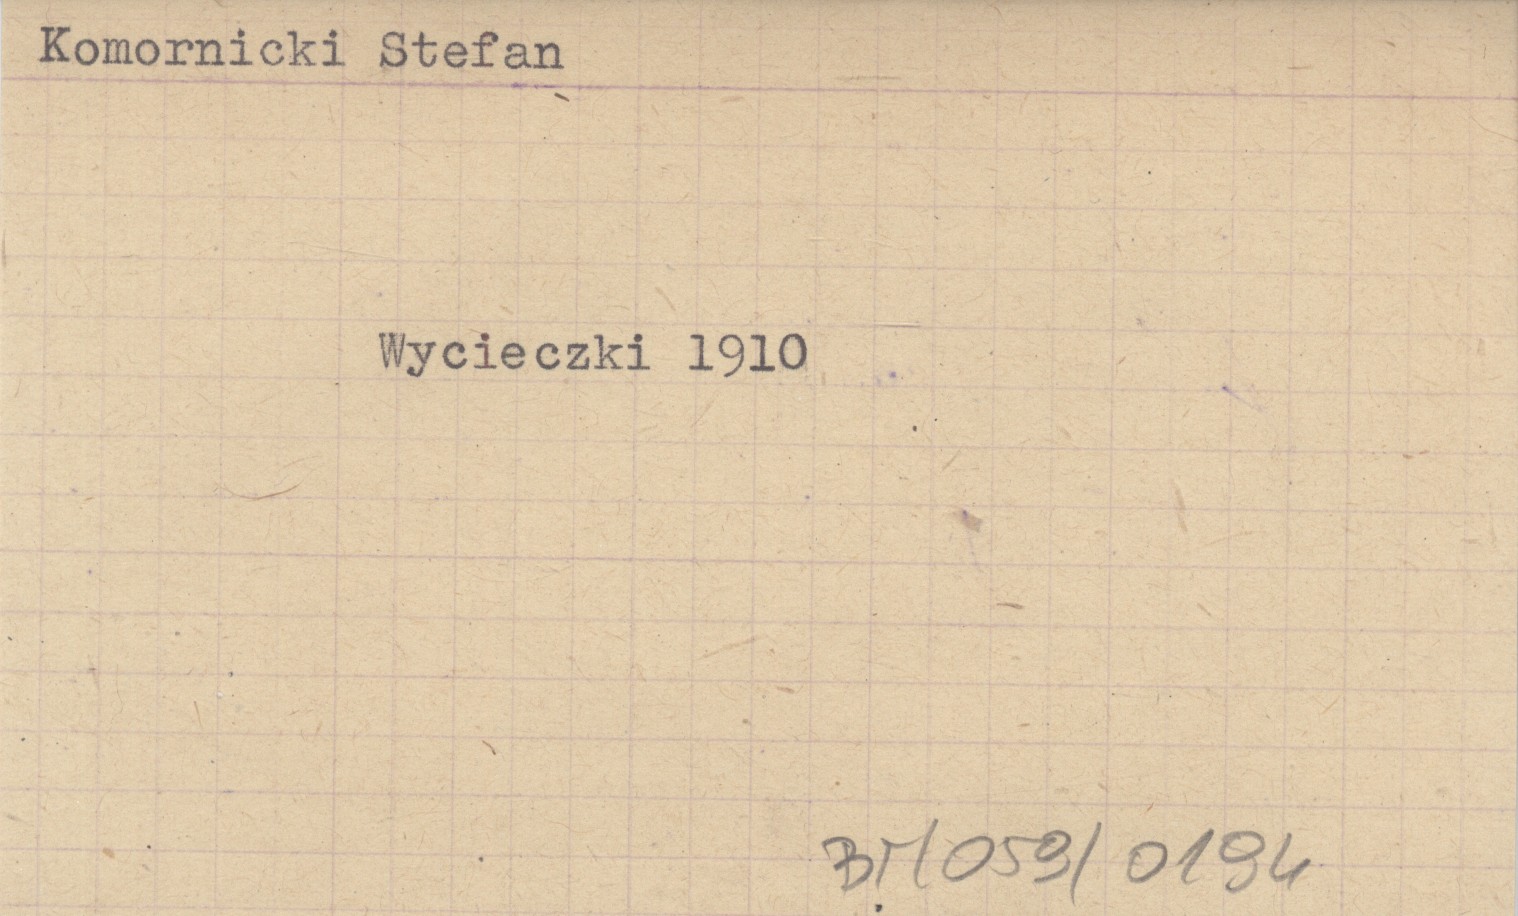 Komornicki Stefan
Wycieczki 1910
BT/059/0194